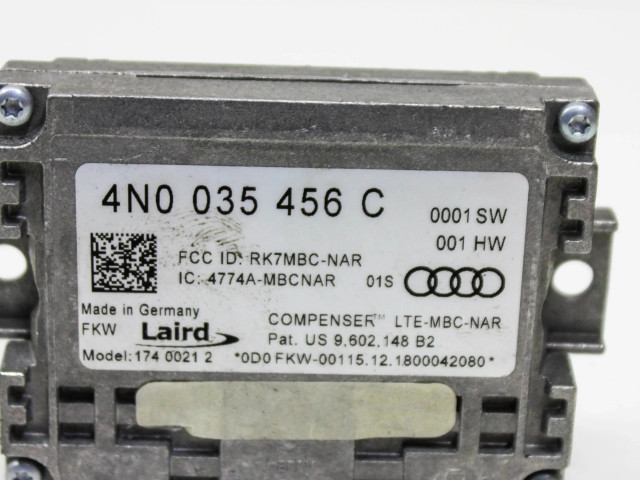 4N0 035 456 C
0001 SW
001 HW
FCC ID: RK7MBC-NAR
IC: 4774A-MBCNAR 01S
Made in Germany
FKW Laird
COMPENSER™ LTE-MBC-NAR
Pat. US 9,602,148 B2
Model:174 0021 2 *0D0 FKW-00115.12.1800042080*